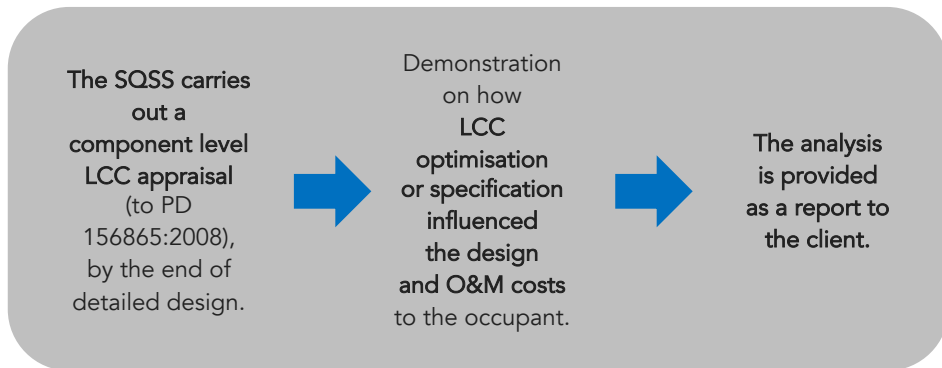 The SQSS carries
out a
component level
LCC appraisal
(to PD
156865:2008),
by the end of
detailed design.
Demonstration
on how
LCC
optimisation
or specification
influenced
the design
and O&M costs
to the occupant.
The analysis
is provided
as a report to
the client.